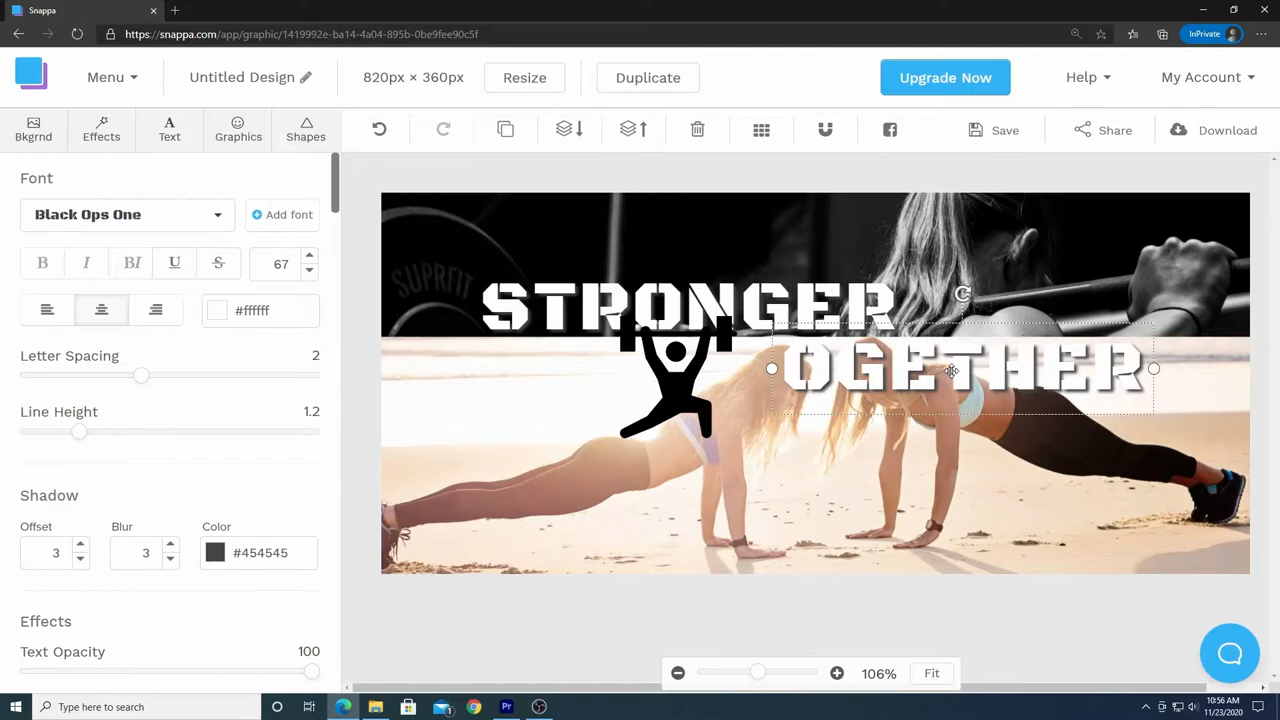 Snappa
https://snappa.com/app/graphic/1419992e-ba14-4a04-895b-0be9fee90c5f
InPrivate
Menu
Untitled Design
820px × 360px
Resize
Duplicate
Upgrade Now
Help
My Account
Bkgrnd
Effects
Text
Graphics
Shapes
Save
Share
Download
Font
Black Ops One
Add font
B I BI U S 67
#ffffff
Letter Spacing 2
Line Height 1.2
Shadow
Offset Blur Color
3 3 #454545
Effects
Text Opacity 100
SUPRFIT
STRONGER
OGETHER
106%
Fit
Type here to search
Pr
10:56 AM
11/23/2020